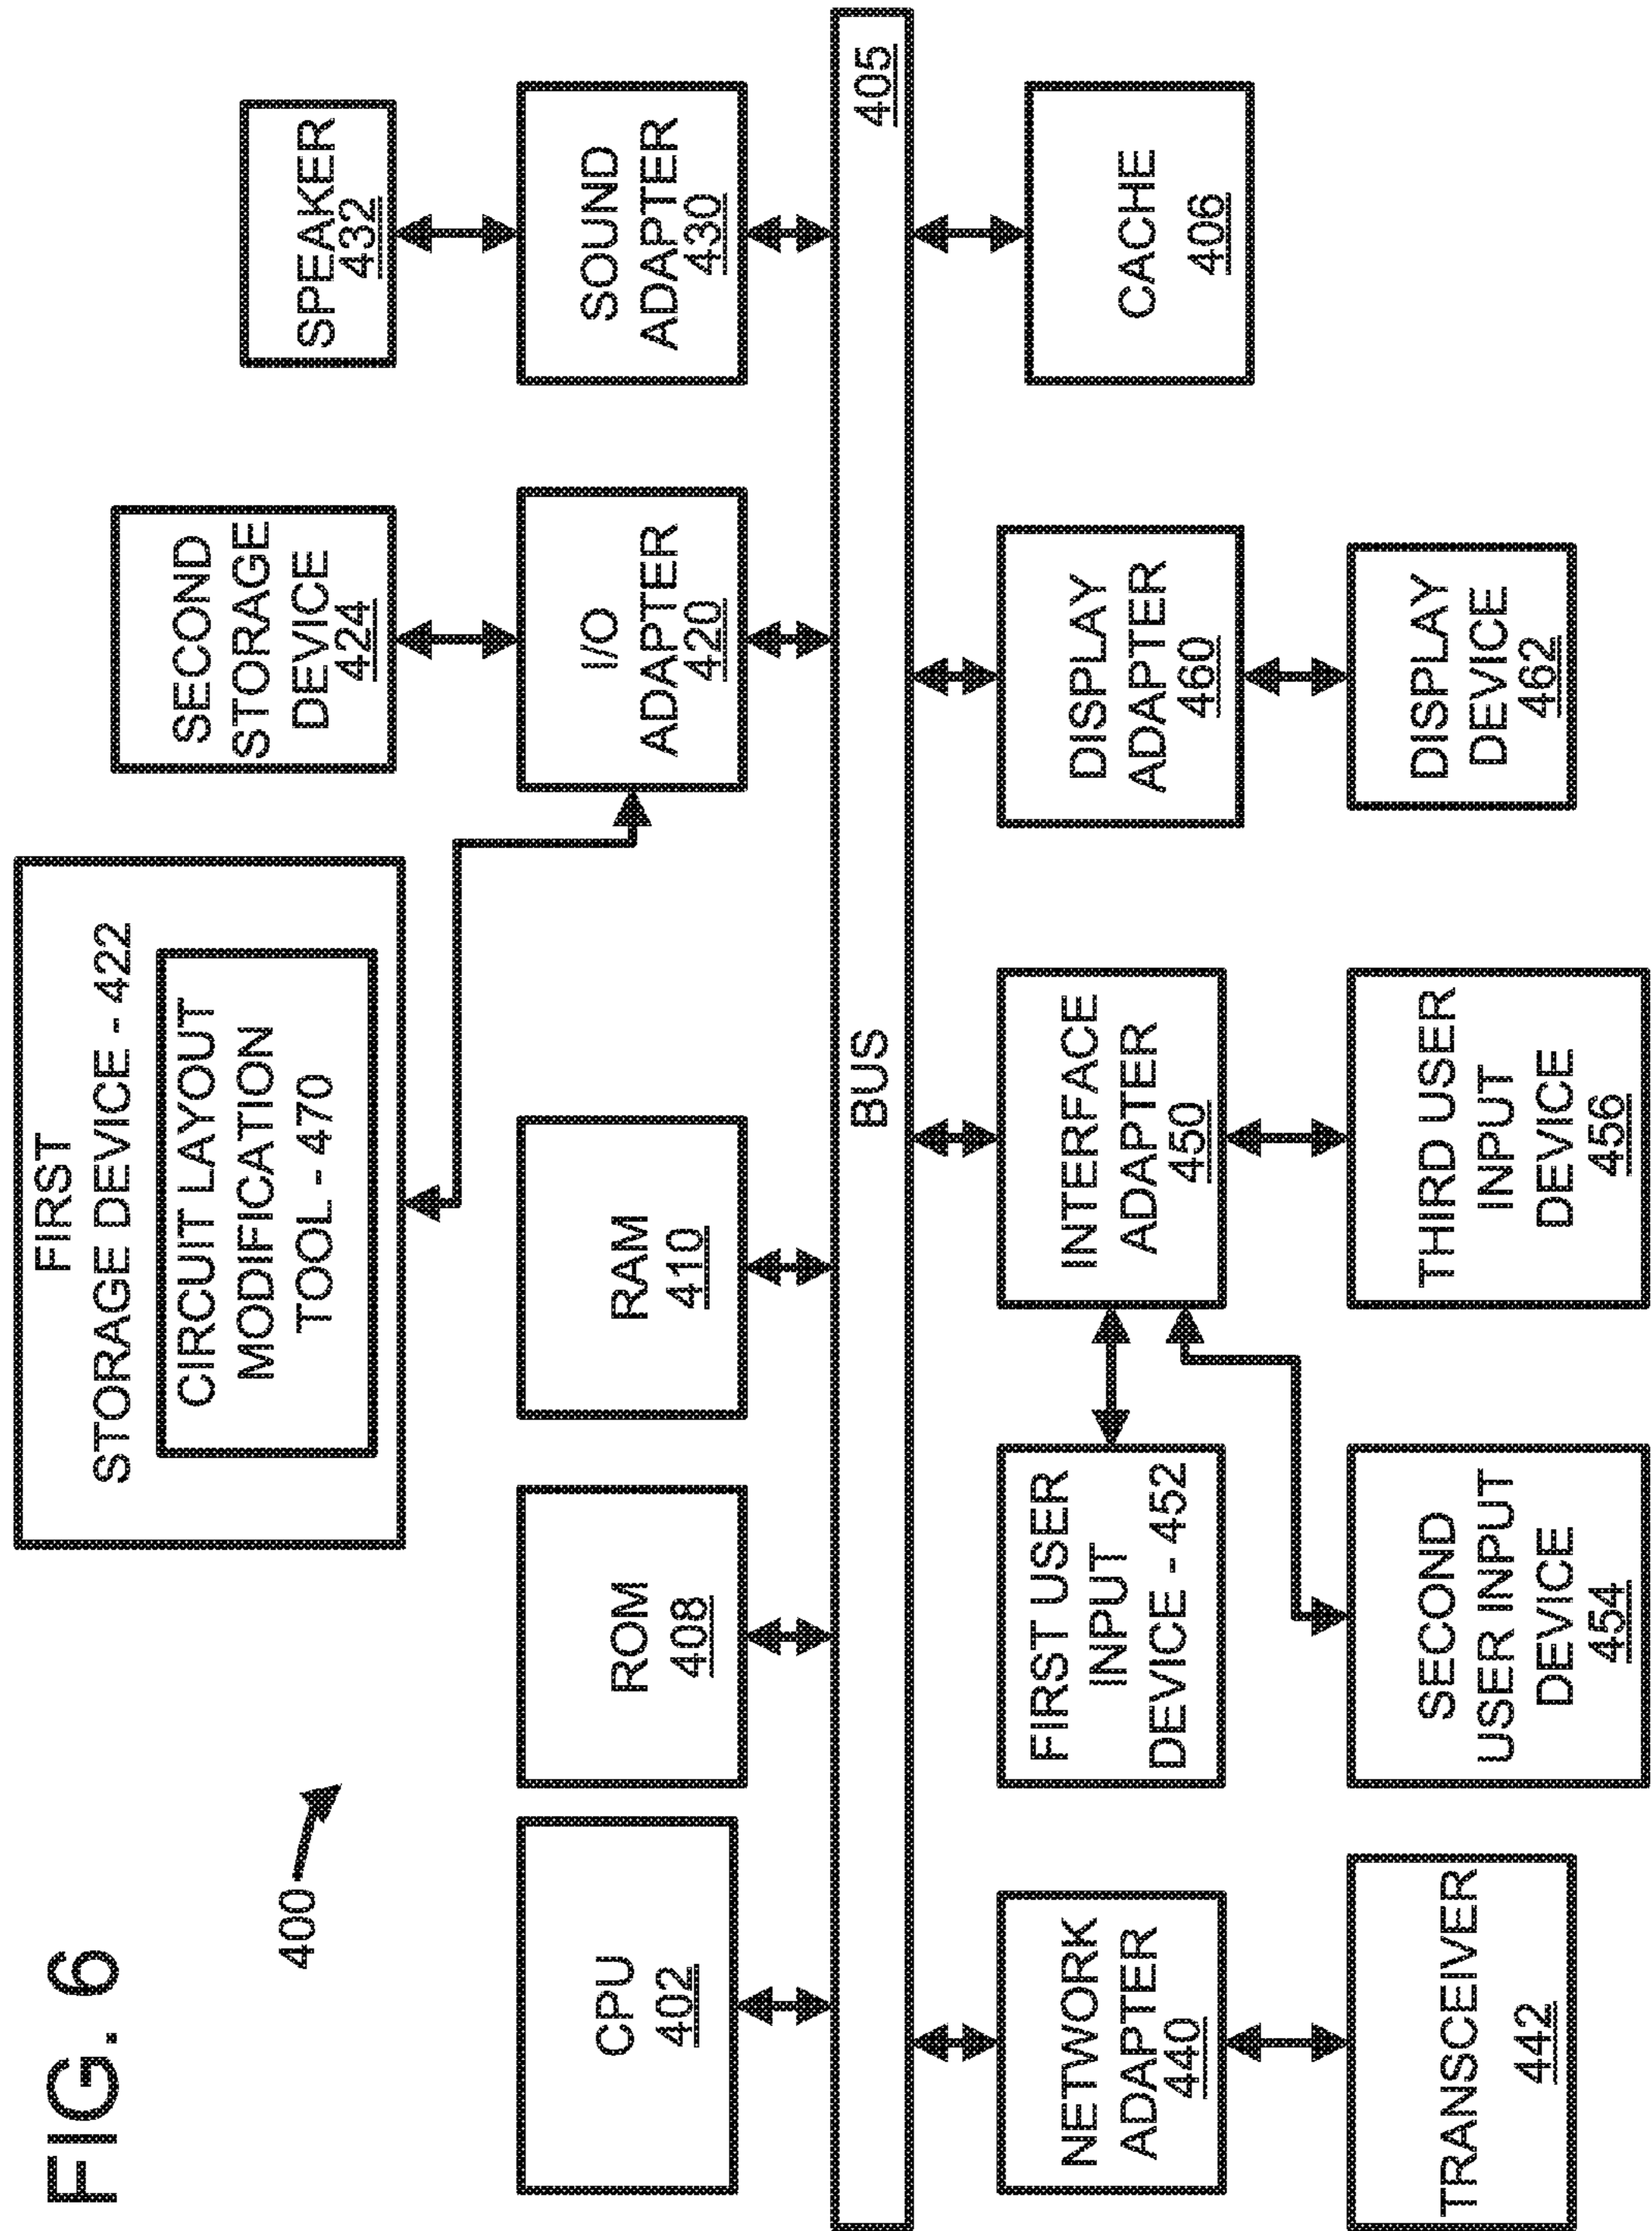 FIG. 6
400
FIRST
STORAGE DEVICE - 422
CIRCUIT LAYOUT
MODIFICATION
TOOL - 470
SECOND
STORAGE
DEVICE
424
SPEAKER
432
CPU
402
ROM
408
RAM
410
I/O
ADAPTER
420
SOUND
ADAPTER
430
BUS
405
NETWORK
ADAPTER
440
FIRST USER
INPUT
DEVICE - 452
INTERFACE
ADAPTER
450
DISPLAY
ADAPTER
460
CACHE
406
TRANSCEIVER
442
SECOND
USER INPUT
DEVICE
454
THIRD USER
INPUT
DEVICE
456
DISPLAY
DEVICE
462